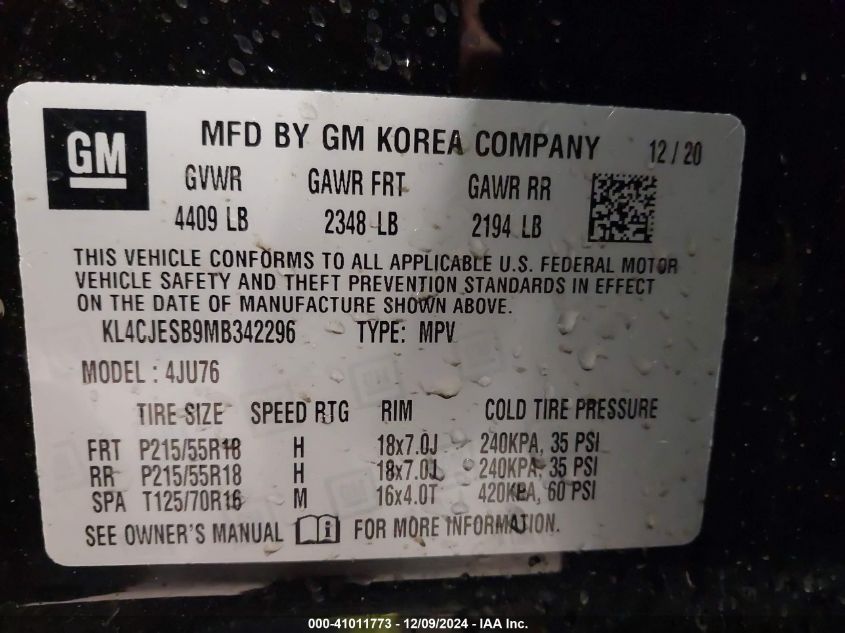 GM MFD BY GM KOREA COMPANY 12/20
GVWR GAWR FRT GAWR RR
4409 LB 2348 LB 2194 LB
THIS VEHICLE CONFORMS TO ALL APPLICABLE U.S. FEDERAL MOTOR
VEHICLE SAFETY AND THEFT PREVENTION STANDARDS IN EFFECT
ON THE DATE OF MANUFACTURE SHOWN ABOVE.
KL4CJESB9MB342296 TYPE: MPV
MODEL : 4JU76
TIRE SIZE SPEED RTG RIM COLD TIRE PRESSURE
FRT P215/55R18 H 18x7.0J 240KPA, 35 PSI
RR P215/55R18 H 18x7.0J 240KPA, 35 PSI
SPA T125/70R16 M 16x4.0T 420KPA, 60 PSI
SEE OWNER'S MANUAL FOR MORE INFORMATION.
000-41011773 - 12/09/2024 - IAA Inc.